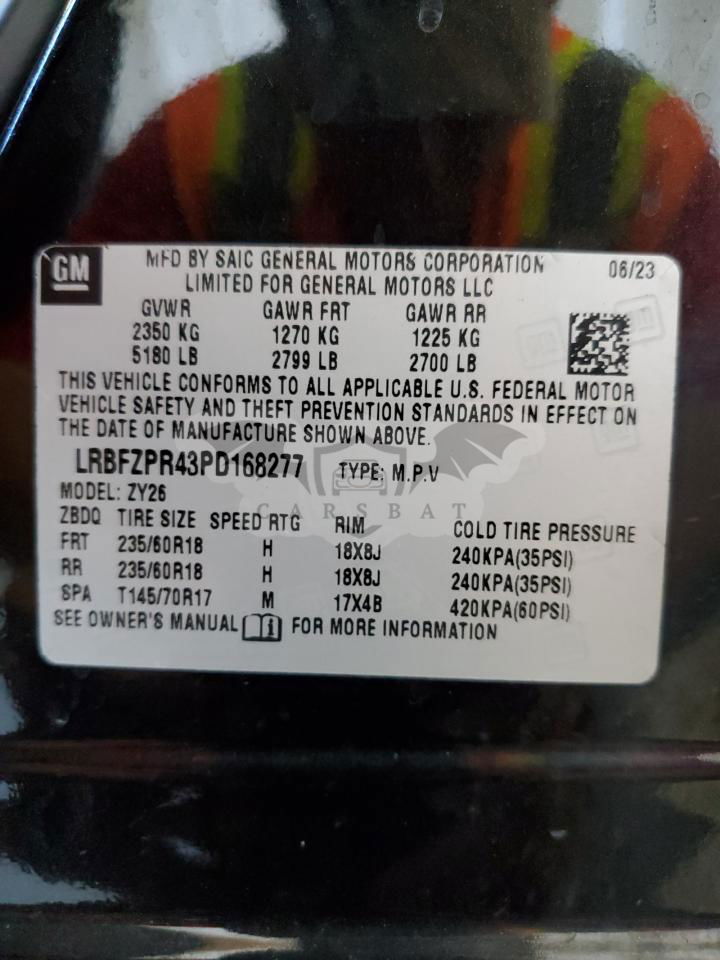 GM
MFD BY SAIC GENERAL MOTORS CORPORATION 06/23
LIMITED FOR GENERAL MOTORS LLC
GVWR GAWR FRT GAWR RR
2350 KG 1270 KG 1225 KG
5180 LB 2799 LB 2700 LB
THIS VEHICLE CONFORMS TO ALL APPLICABLE U.S. FEDERAL MOTOR
VEHICLE SAFETY AND THEFT PREVENTION STANDARDS IN EFFECT ON
THE DATE OF MANUFACTURE SHOWN ABOVE.
LRBFZPR43PD168277 TYPE: M.P.V
MODEL: ZY26
CARSBAT
ZBDQ TIRE SIZE SPEED RTG RIM COLD TIRE PRESSURE
FRT 235/60R18 H 18X8J 240KPA(35PSI)
RR 235/60R18 H 18X8J 240KPA(35PSI)
SPA T145/70R17 M 17X4B 420KPA(60PSI)
SEE OWNER'S MANUAL i FOR MORE INFORMATION